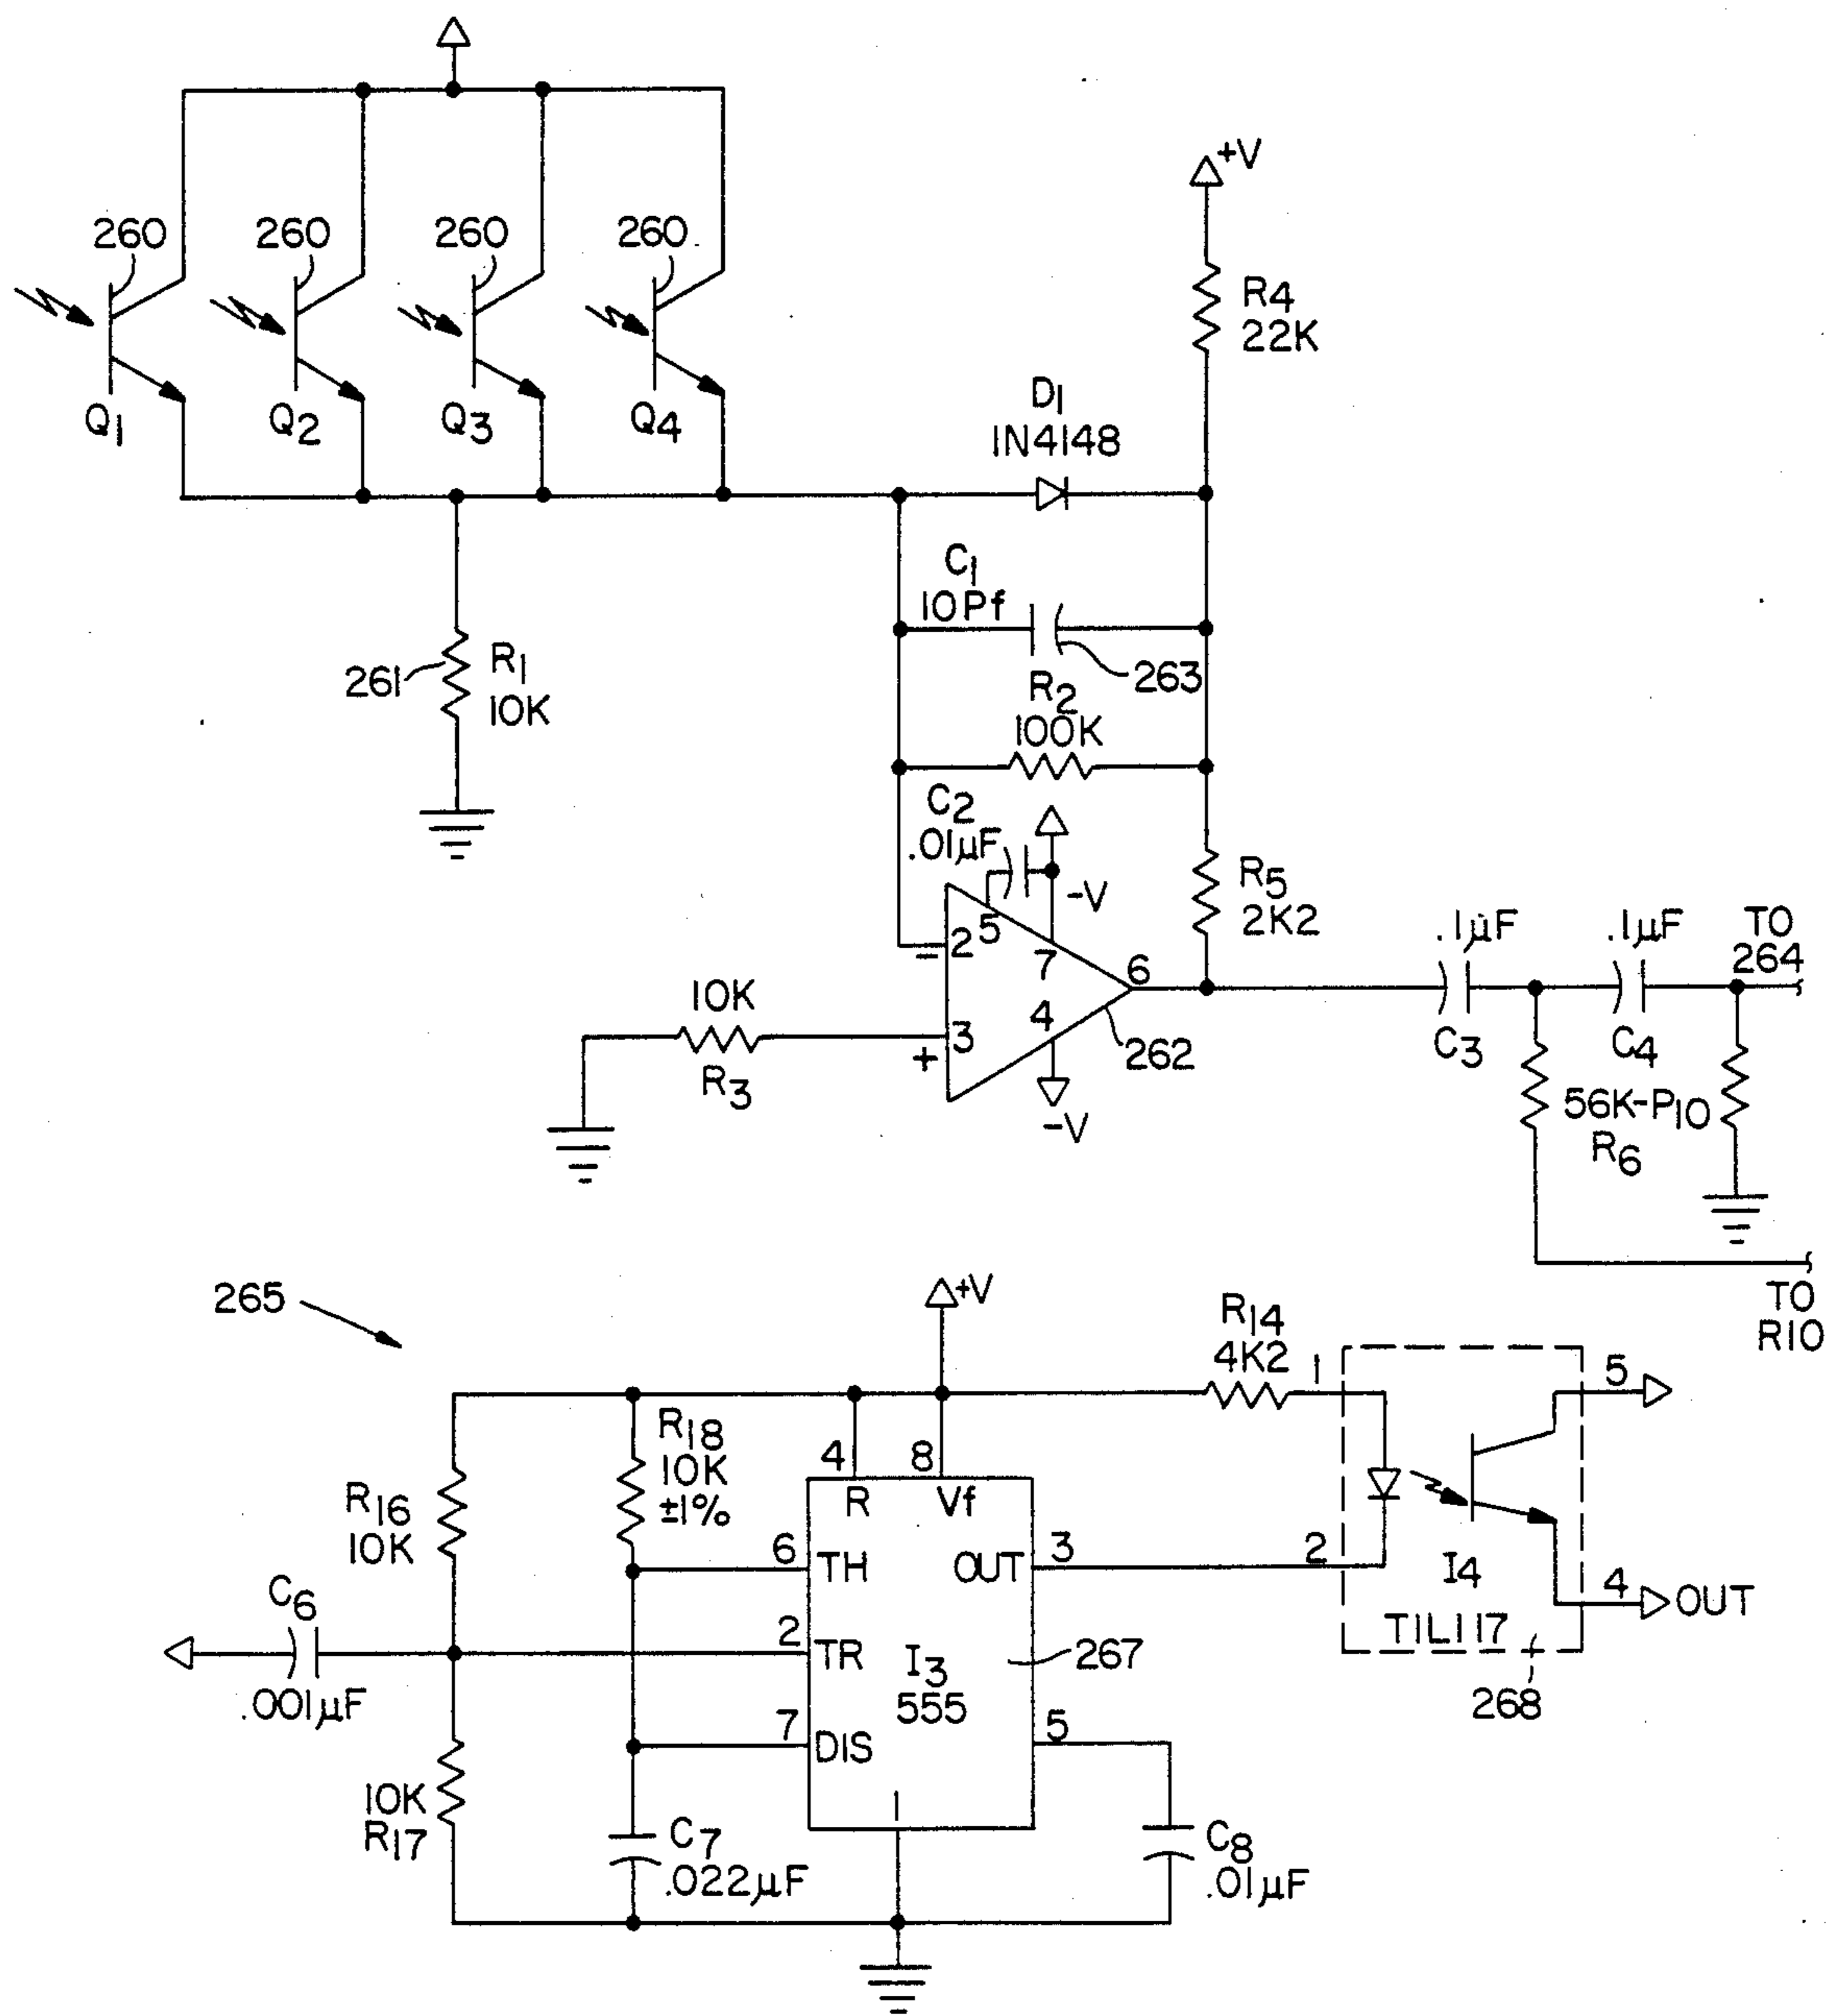 +V
260
260
260
260
R4
22K
Q1
Q2
Q3
Q4
D1
1N4148
C1
10Pf
261
R1
10K
263
R2
100K
C2
.01µF
-V
R5
2K2
5
2
-
7
6
.1µF
.1µF
TO
264
10K
R3
3
+
4
262
-V
C3
C4
56K-P10
R6
TO
R10
265
+V
R14
4K2
1
5
R18
10K
±1%
4
8
R
Vf
R16
10K
6
TH
OUT
3
2
I4
TIL117
4
OUT
C6
.001µF
2
TR
I3
555
267
268
7
DIS
5
1
10K
R17
C7
.022µF
C8
.01µF